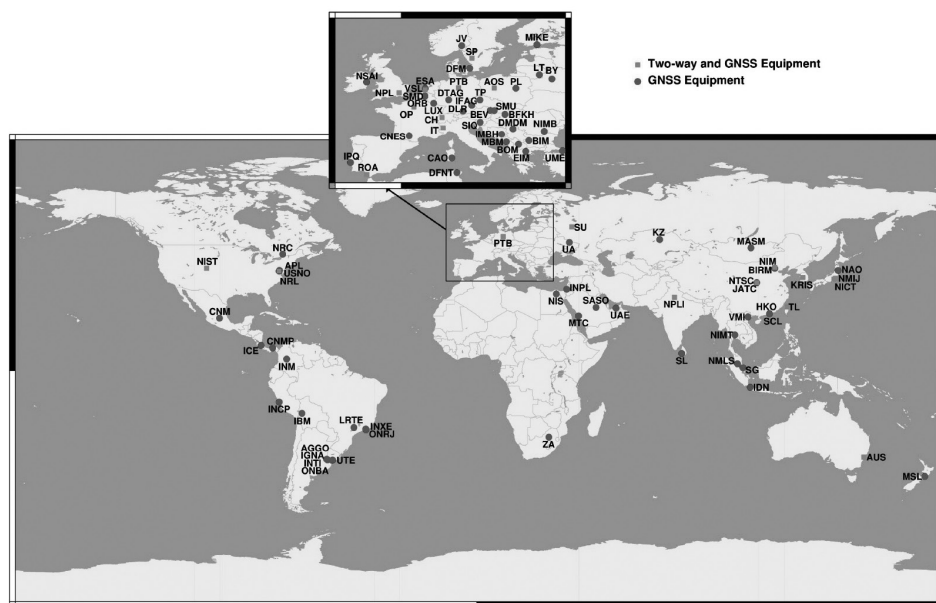 JV
MIKE
SP
DFM
LT BY
NSAI
ESA
PTB
AOS PL
NPL
VSL
SMD
DTAG
TP
ORB
IFAG
OP
LUX
DLR
SMU
CH
BEV
BFKH
IT
SIQ
DMDM
NIMB
CNES
IMBH
MBM
BIM
BOM
IPQ
CAO
EIM
UME
ROA
DFNT
Two-way and GNSS Equipment
GNSS Equipment
SU
KZ
PTB
UA
MASM
NRC
NIST
APL
USNO
NRL
NIM
BIRM
NAO
NTSC
JATC
KRIS
NMIJ
NICT
INPL
NIS
SASO
NPLI
CNM
MTC
UAE
HKO
TL
VMI
SCL
ICE
CNMP
NIMT
INM
SL
NMLS
SG
IDN
INCP
IBM
LRTE
INXE
ONRJ
ZA
AGGO
IGNA
INTI
ONBA
UTE
AUS
MSL